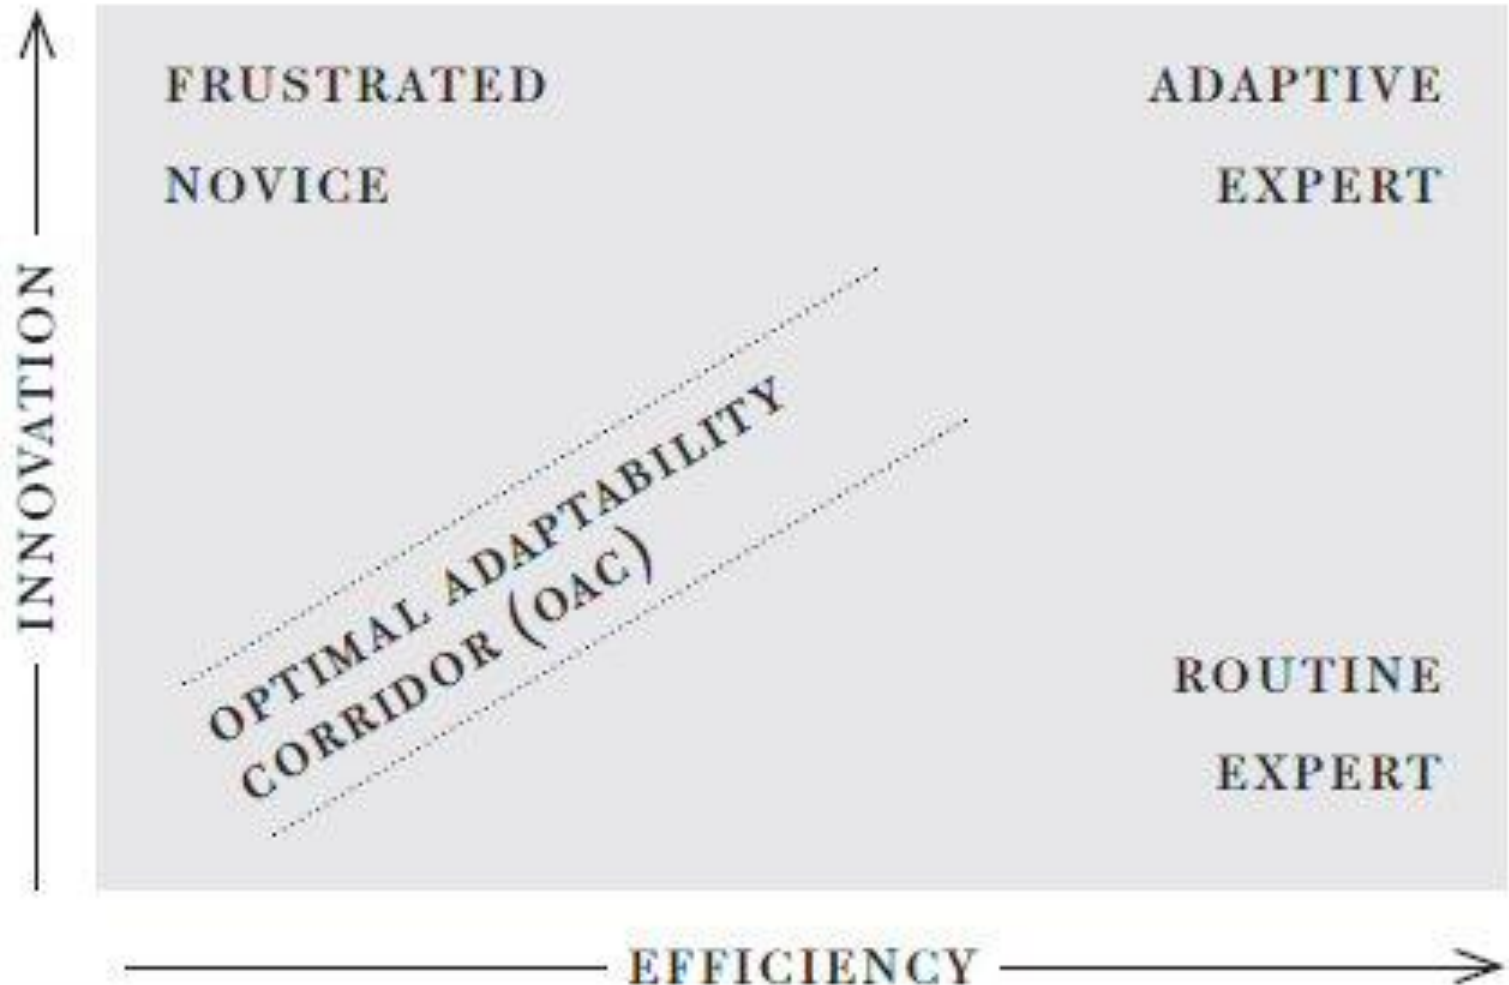 FRUSTRATED
NOVICE
ADAPTIVE
EXPERT
INNOVATION
OPTIMAL ADAPTABILITY
CORRIDOR (OAC)
ROUTINE
EXPERT
EFFICIENCY